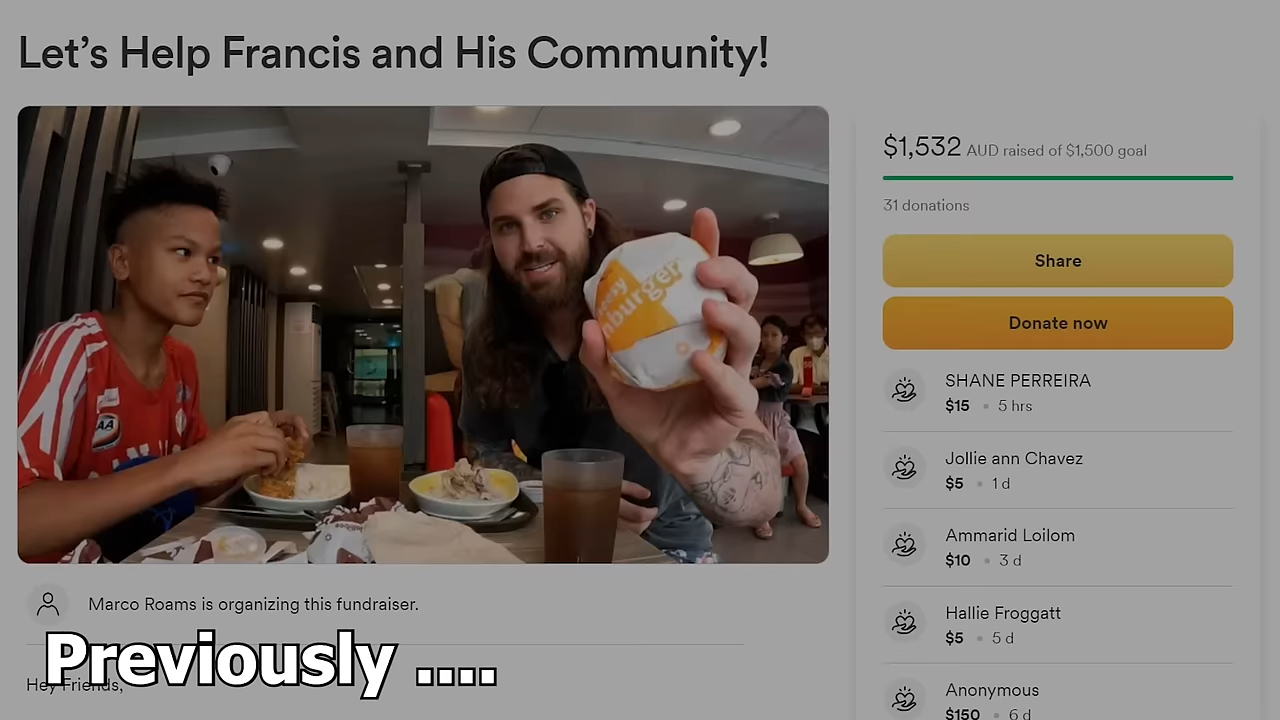 Let's Help Francis and His Community!
$1,532 AUD raised of $1,500 goal
31 donations
Share
Donate now
SHANE PERREIRA
$15 • 5 hrs
Jollie ann Chavez
$5 • 1 d
Ammarid Loilom
$10 • 3 d
Hallie Froggatt
$5 • 5 d
Anonymous
$150 • 6 d
Marco Roams is organizing this fundraiser.
Previously ....
Hey Friends,